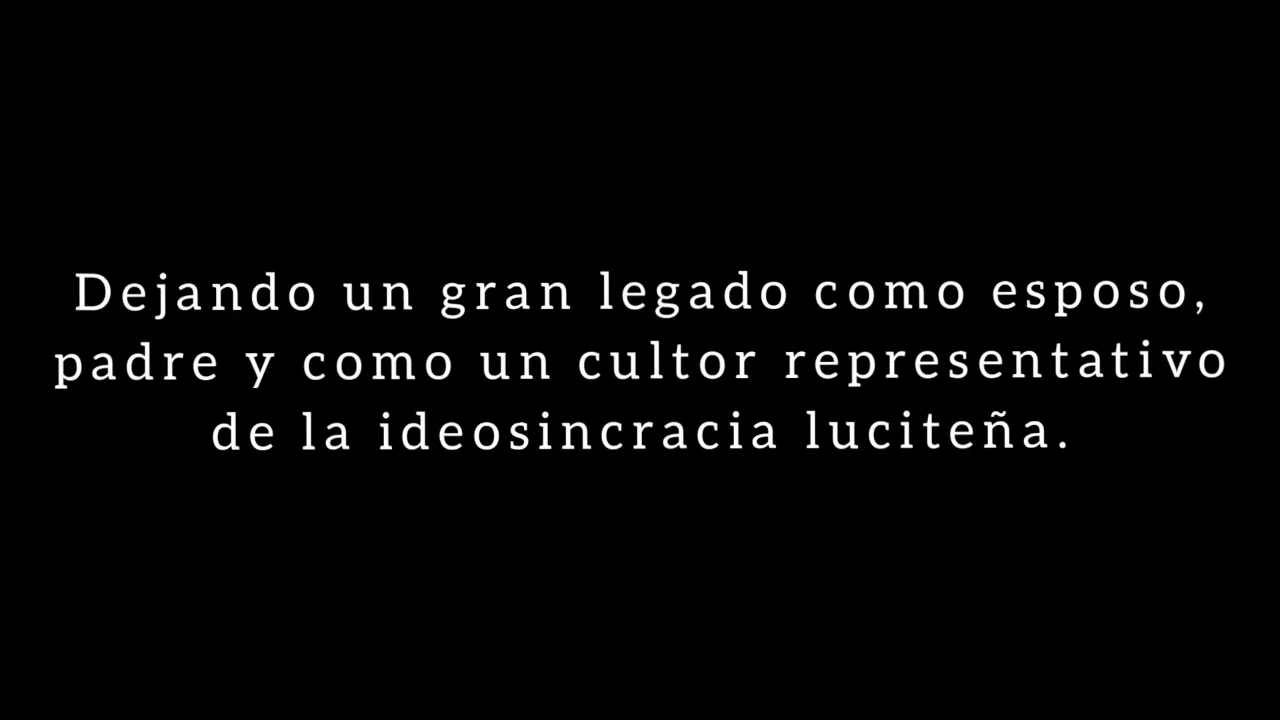 Dejando un gran legado como esposo,
padre y como un cultor representativo
de la ideosincracia luciteña.